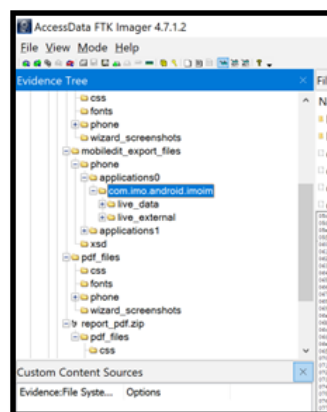 AccessData FTK Imager 4.7.1.2
File View Mode Help
Evidence Tree
File
css
fonts
phone
wizard_screenshots
mobiledit_export_files
phone
applications0
com.imo.android.imoim
live_data
live_external
applications1
xsd
pdf_files
css
fonts
phone
wizard_screenshots
report_pdf.zip
pdf_files
css
Custom Content Sources
Evidence:File Syste... Options